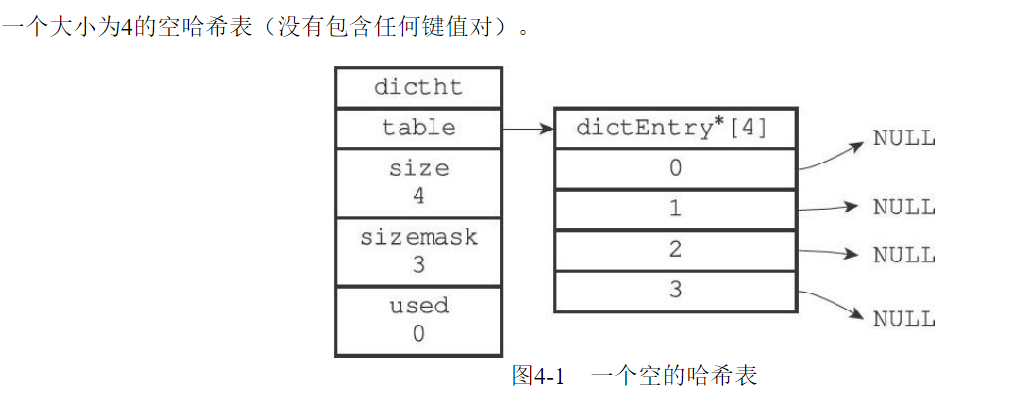 一个大小为4的空哈希表（没有包含任何键值对）。
dictht
table
size
4
sizemask
3
used
0
dictEntry*[4]
0
1
2
3
NULL
NULL
NULL
NULL
图4-1 一个空的哈希表